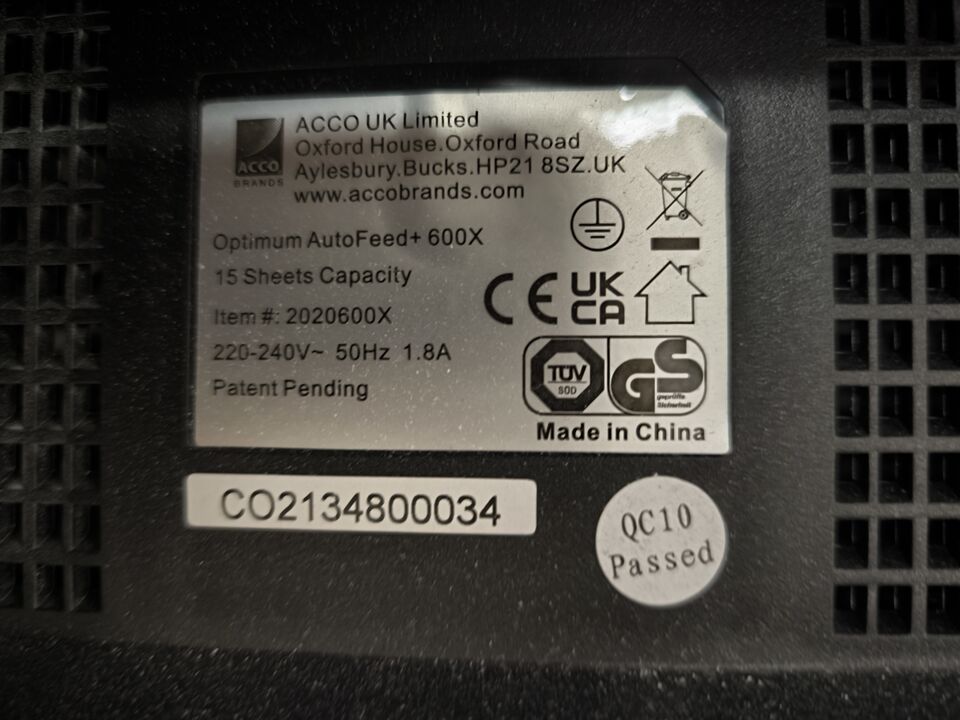 ACCO
BRANDS
ACCO UK Limited
Oxford House.Oxford Road
Aylesbury.Bucks.HP21 8SZ.UK
www.accobrands.com
Optimum AutoFeed+ 600X
15 Sheets Capacity
Item #: 2020600X
220-240V~ 50Hz 1.8A
Patent Pending
CE
UK
CA
TÜV
SÜD
GS
geprüfte
Sicherheit
Made in China
CO2134800034
QC10
Passed